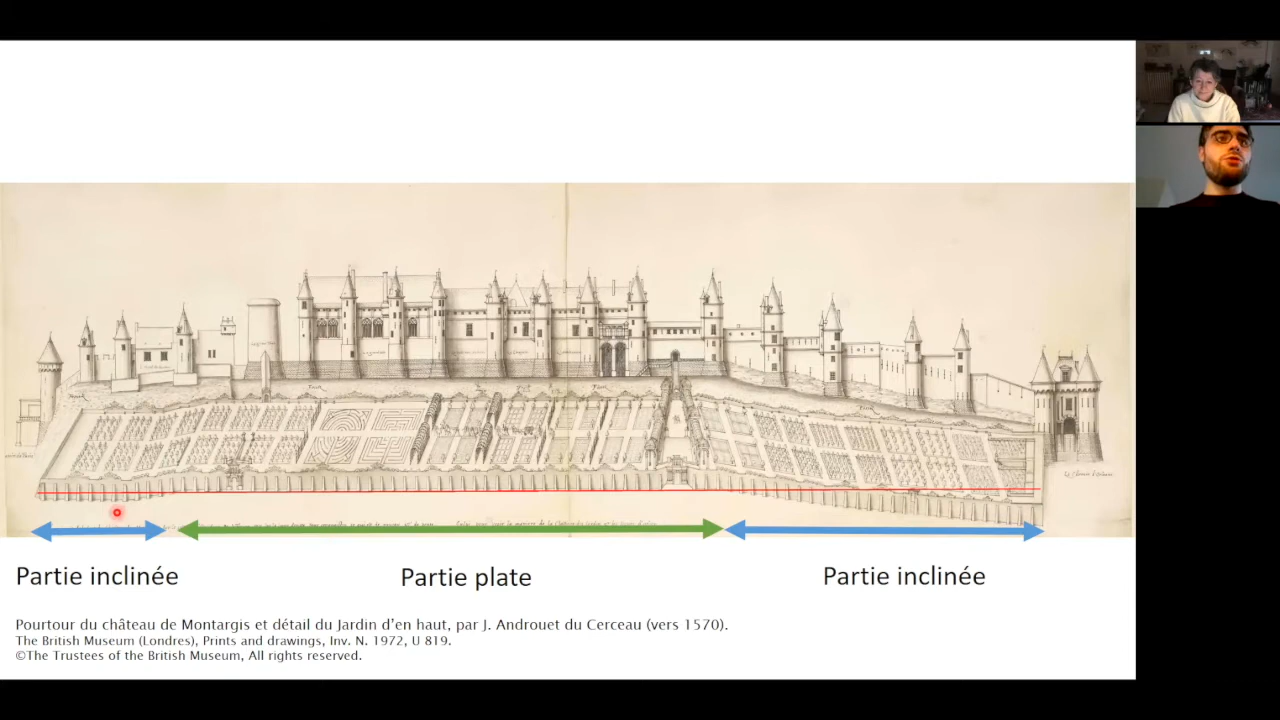 Partie inclinée
Partie plate
Partie inclinée
Pourtour du château de Montargis et détail du Jardin d’en haut, par J. Androuet du Cerceau (vers 1570).
The British Museum (Londres), Prints and drawings, Inv. N. 1972, U 819.
©The Trustees of the British Museum, All rights reserved.